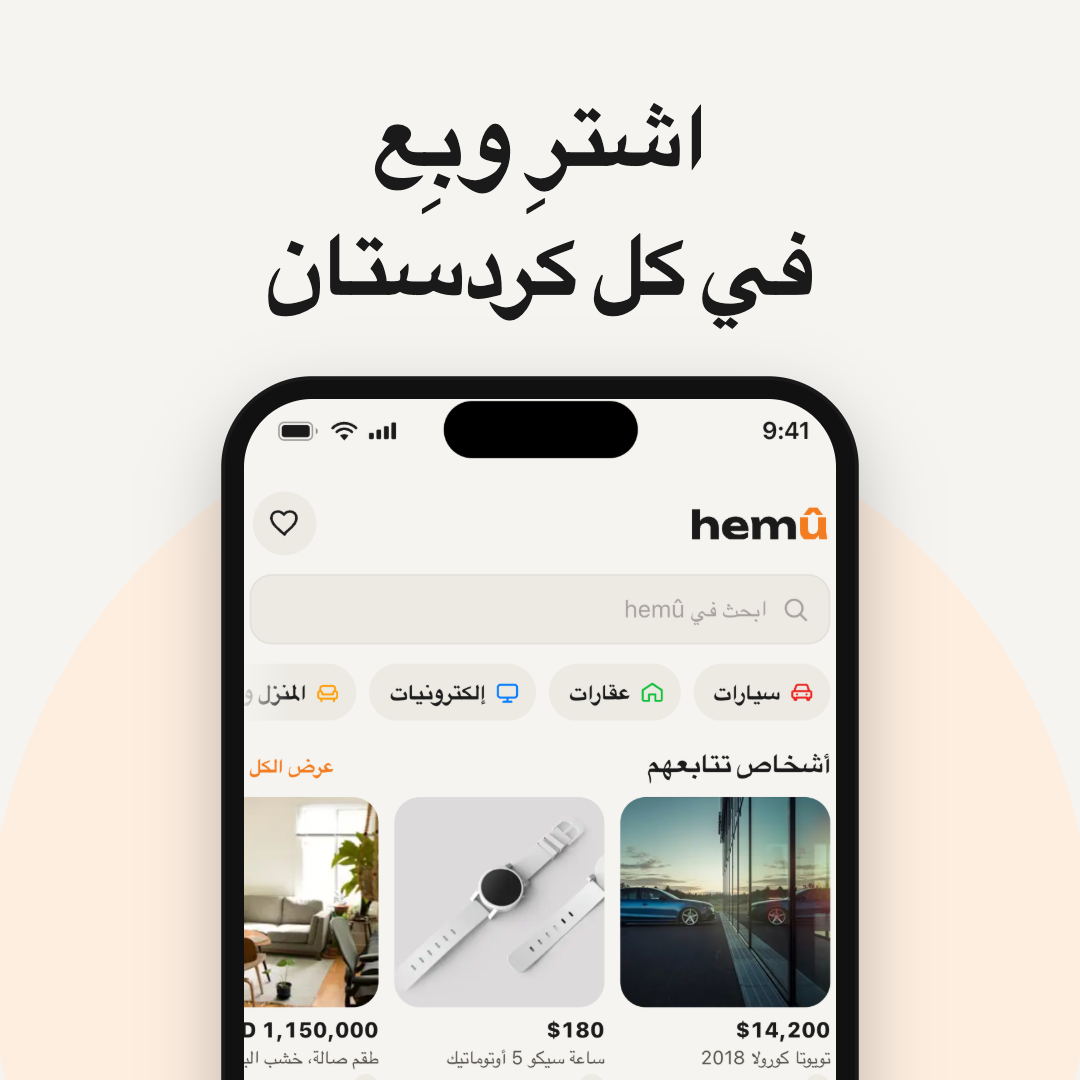 اشترِ وبِع
في كل كردستان
9:41
hemû
ابحث في hemû
سيارات
عقارات
إلكترونيات
المنزل و
أشخاص تتابعهم
عرض الكل
$14,200
تويوتا كورولا 2018
$180
ساعة سيكو 5 أوتوماتيك
1,150,000
طقم صالة، خشب